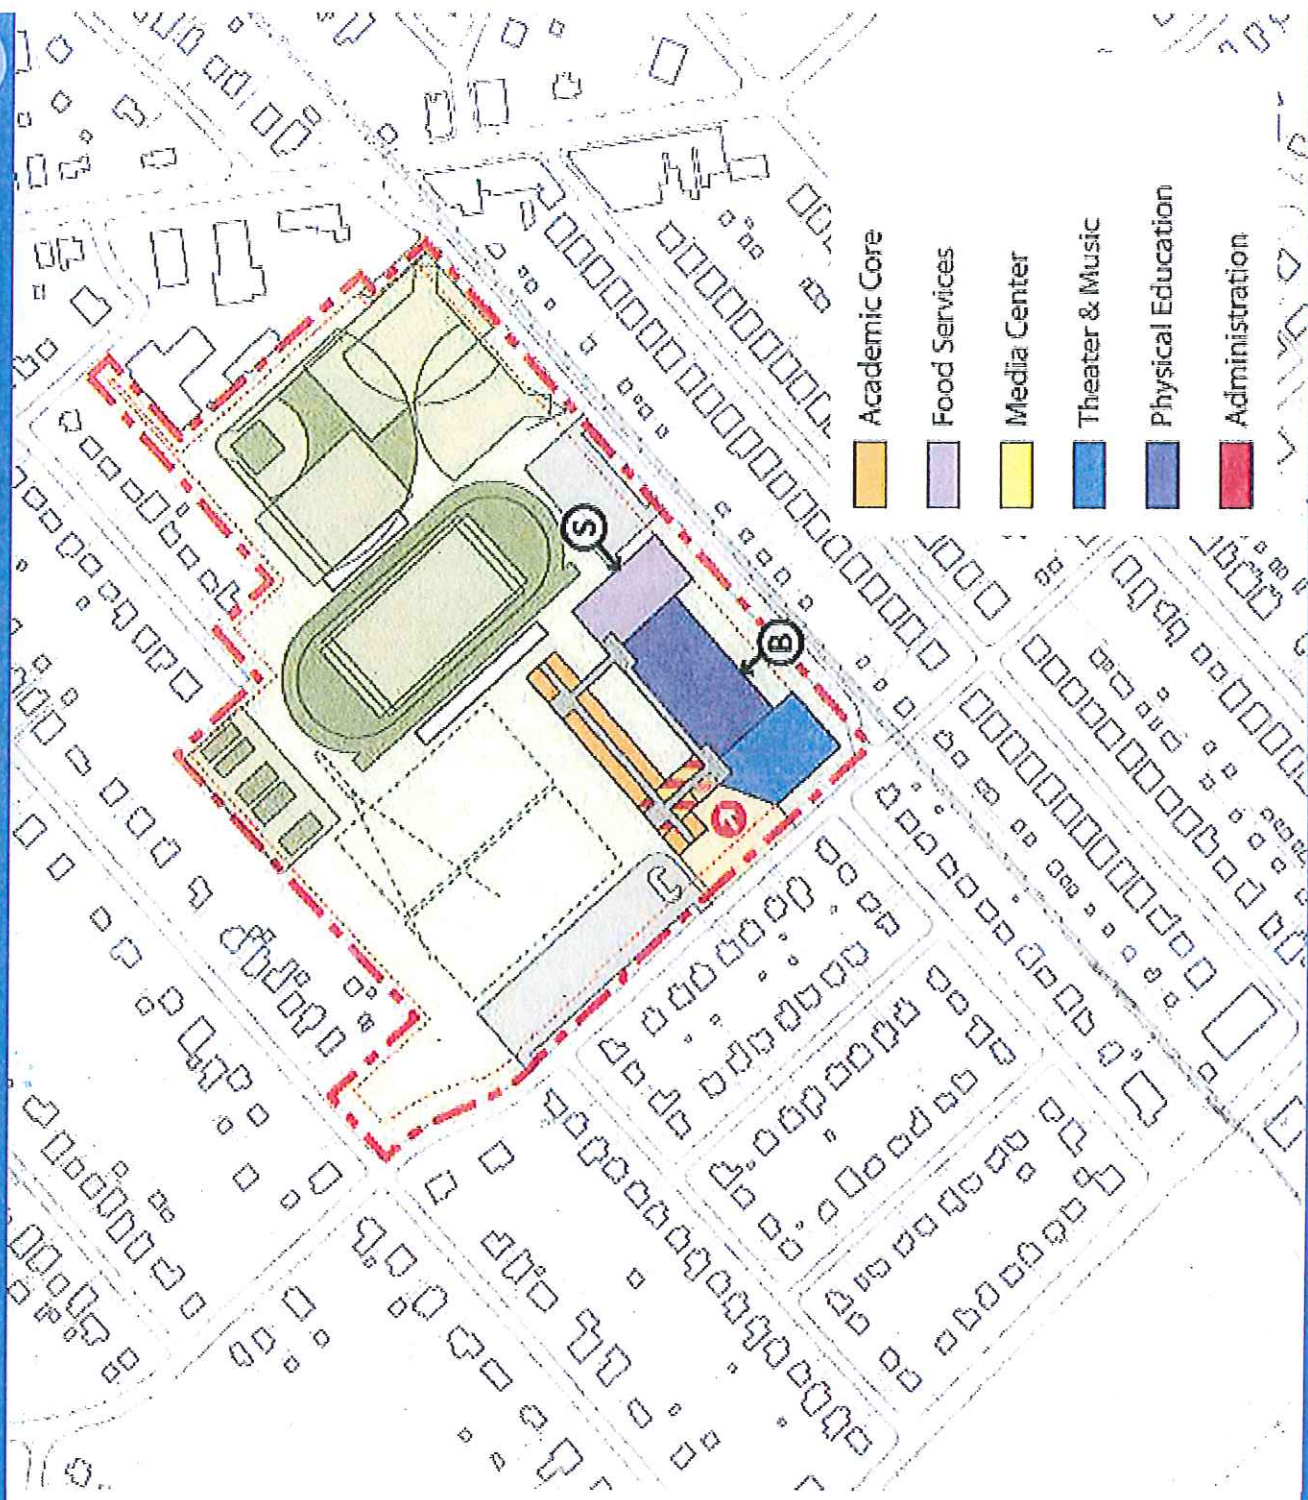 Academic Core
Food Services
Media Center
Theater & Music
Physical Education
Administration
S
B